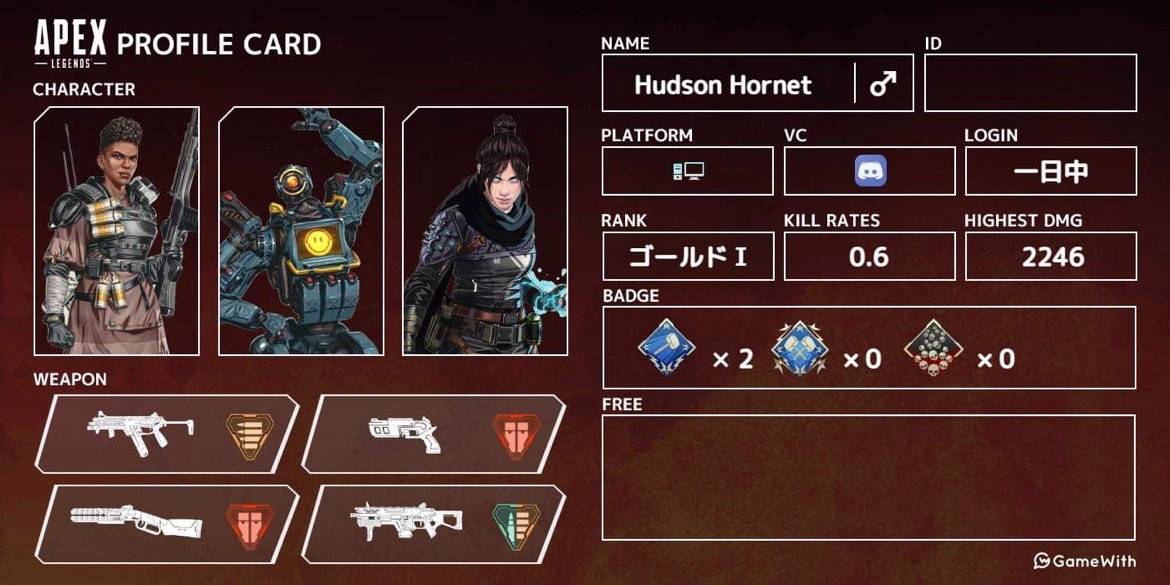 APEX
LEGENDS
PROFILE CARD
CHARACTER
WEAPON
NAME
Hudson Hornet ♂
ID
PLATFORM
VC
LOGIN
一日中
RANK
ゴールドⅠ
KILL RATES
0.6
HIGHEST DMG
2246
BADGE
×2
×0
×0
FREE
GameWith